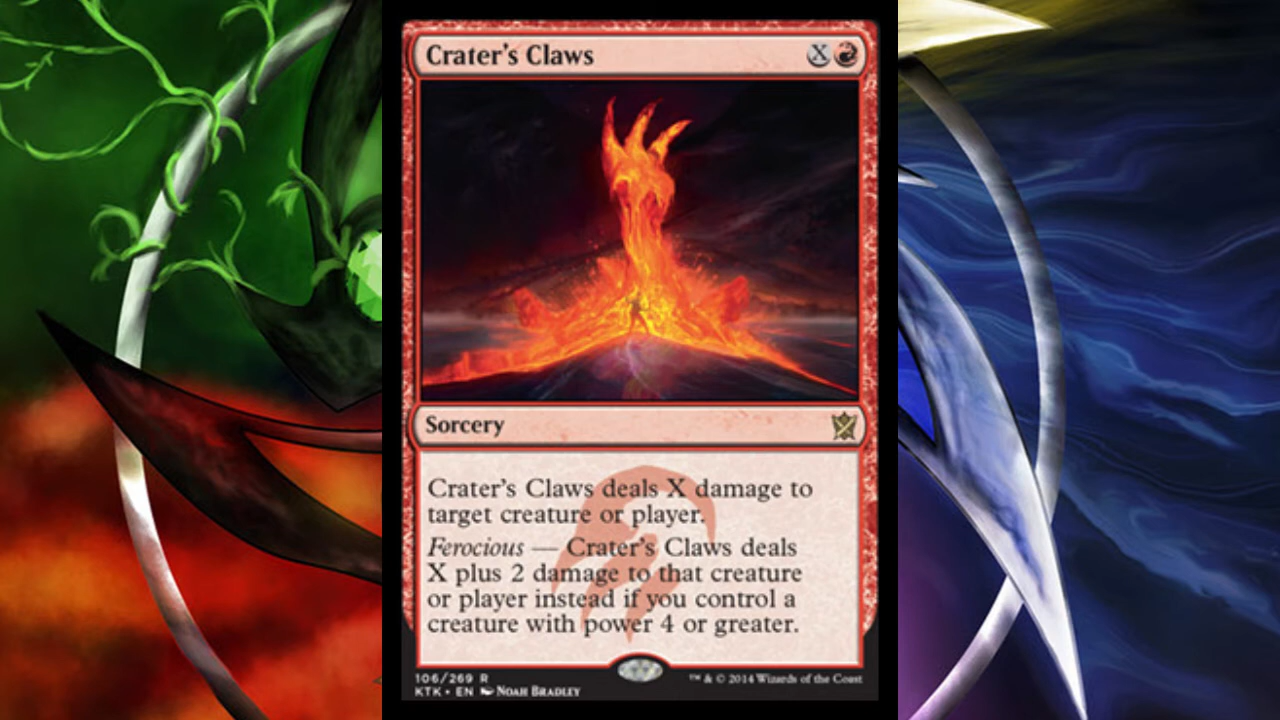 Crater's Claws X
Sorcery
Crater's Claws deals X damage to
target creature or player.
Ferocious — Crater's Claws deals
X plus 2 damage to that creature
or player instead if you control a
creature with power 4 or greater.
106/269 R
KTK • EN NOAH BRADLEY
™ & © 2014 Wizards of the Coast